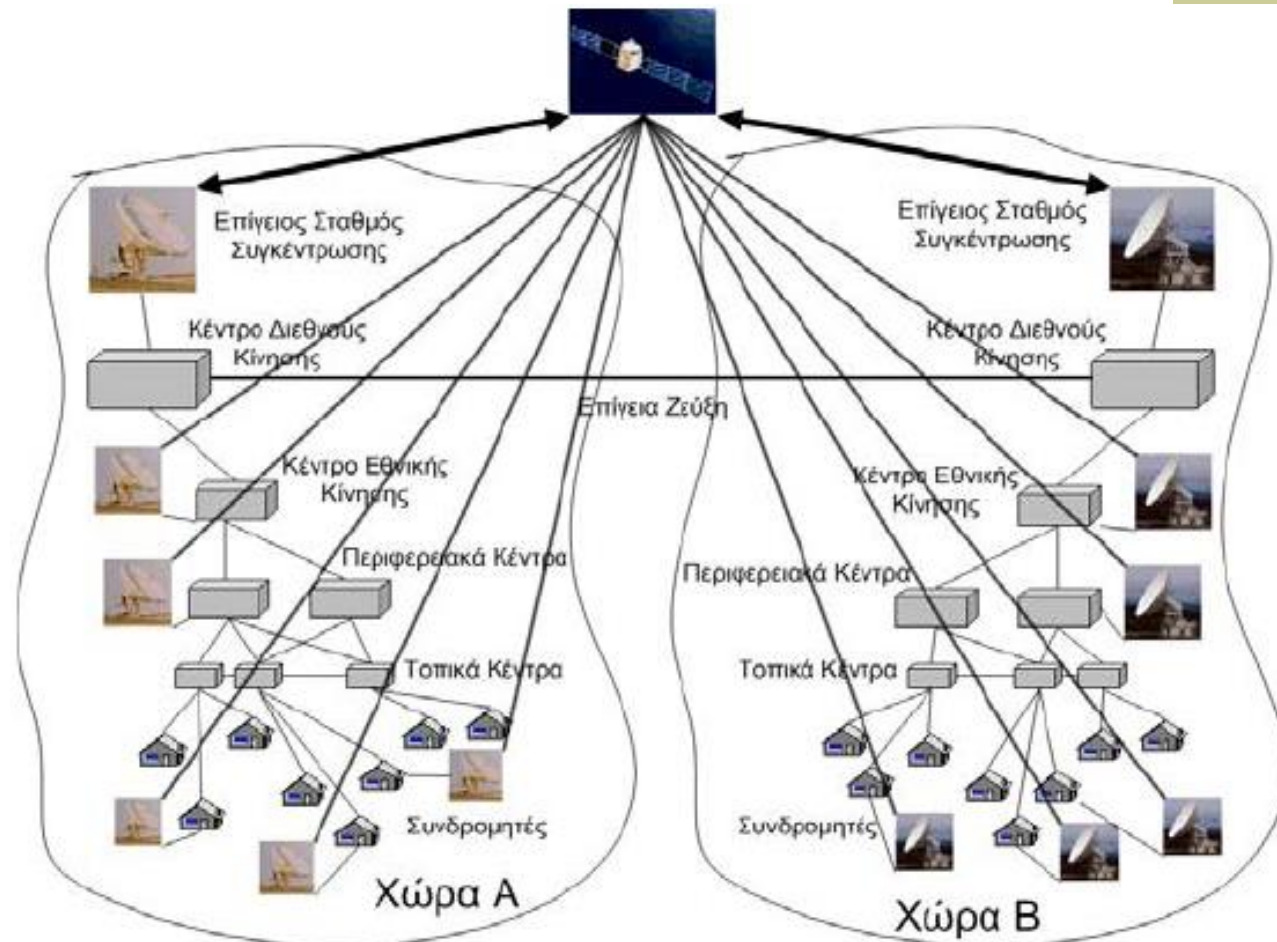 Επίγειος Σταθμός
Συγκέντρωσης
Επίγειος Σταθμός
Συγκέντρωσης
Κέντρο Διεθνούς
Κίνησής
Κέντρο Διεθνούς
Κίνησης
Επίγεια Ζεύξη
Κέντρο Εθνικής
Κίνησης
Κέντρο Εθνικής
Κίνησης
Περιφερειακά Κέντρα
Περιφερειακά Κέντρα
Τοπικά Κέντρα
Τοπικά Κέντρα
Συνδρομητές
Συνδρομητές
Χώρα Α
Χώρα Β